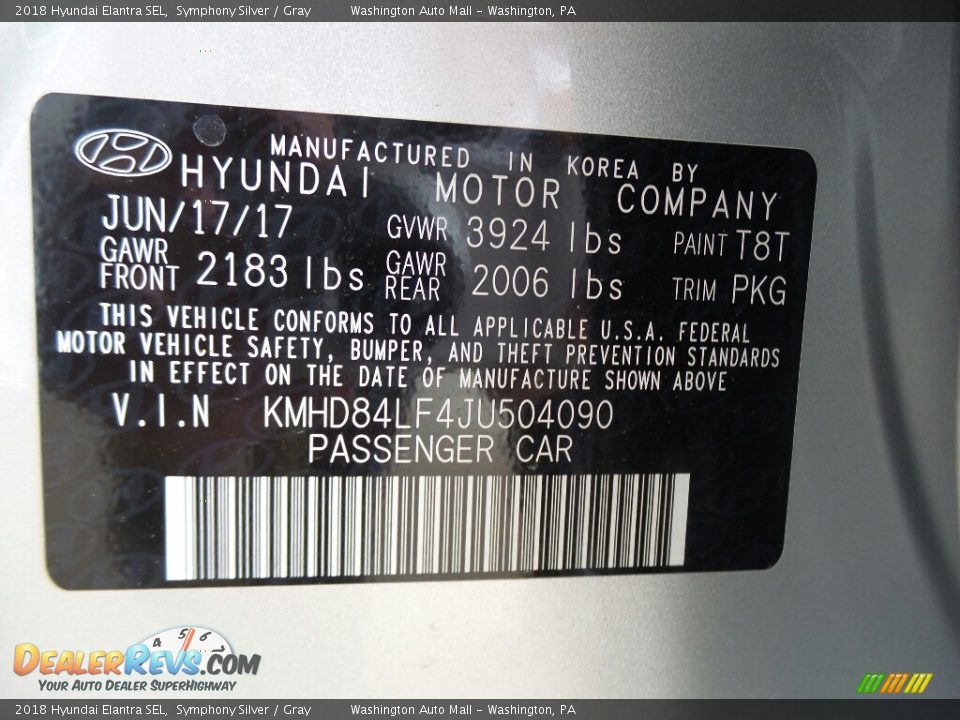 2018 Hyundai Elantra SEL, Symphony Silver / Gray Washington Auto Mall - Washington, PA
MANUFACTURED IN KOREA BY
HYUNDAI MOTOR COMPANY
JUN/17/17 GVWR 3924 lbs PAINT T8T
GAWR FRONT 2183 lbs GAWR REAR 2006 lbs TRIM PKG
THIS VEHICLE CONFORMS TO ALL APPLICABLE U.S.A. FEDERAL
MOTOR VEHICLE SAFETY, BUMPER, AND THEFT PREVENTION STANDARDS
IN EFFECT ON THE DATE OF MANUFACTURE SHOWN ABOVE
V.I.N KMHD84LF4JU504090
PASSENGER CAR
4 5 6
DEALERREVS.COM
YOUR AUTO DEALER SUPERHIGHWAY
2018 Hyundai Elantra SEL, Symphony Silver / Gray Washington Auto Mall - Washington, PA